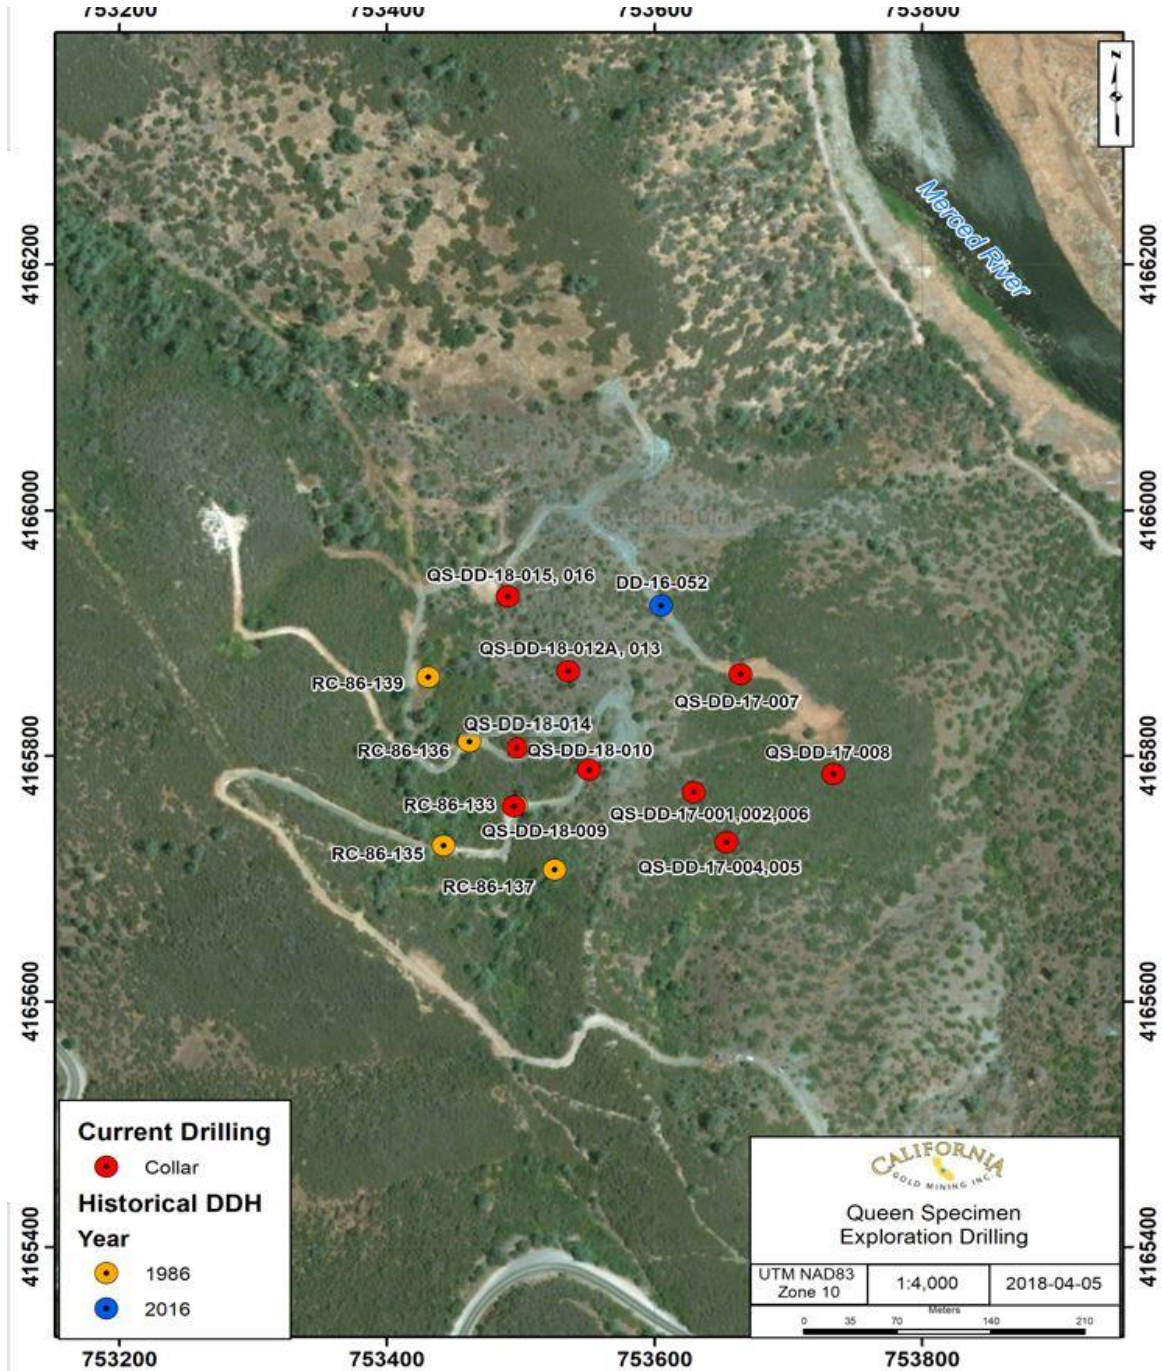 753200 753400 753600 753800
Z
Merced River
4166200 4166200
4166000 4166000
QS-DD-18-015, 016
DD-16-052
QS-DD-18-012A, 013
RC-86-139
QS-DD-17-007
QS-DD-18-014
RC-86-136
QS-DD-18-010
QS-DD-17-008
4165800 4165800
RC-86-133
QS-DD-17-001,002,006
QS-DD-18-009
RC-86-135
QS-DD-17-004,005
RC-86-137
4165600 4165600
Current Drilling
Collar
Historical DDH
Year
1986
2016
CALIFORNIA
GOLD MINING INC.
Queen Specimen
Exploration Drilling
UTM NAD83
Zone 10
1:4,000
2018-04-05
Meters
0 35 70 140 210
4165400 4165400
753200 753400 753600 753800